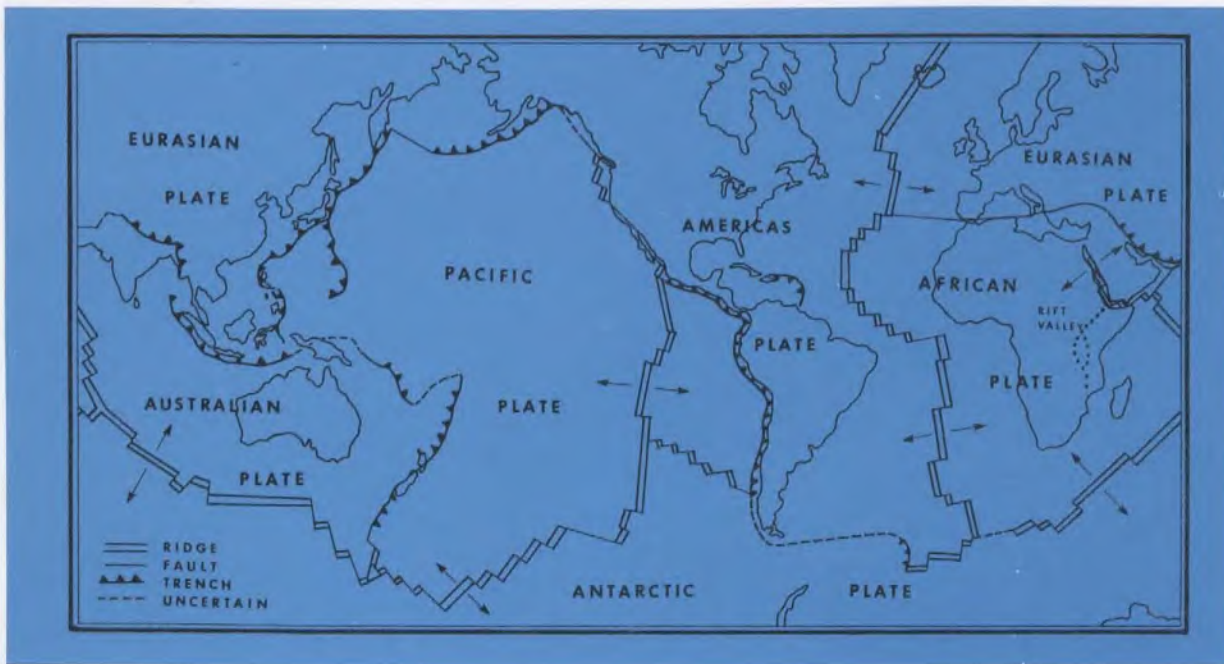 EURASIAN
PLATE
EURASIAN
PLATE
AMERICAS
PLATE
PACIFIC
PLATE
AFRICAN
PLATE
RIFT
VALLEY
AUSTRALIAN
PLATE
ANTARCTIC PLATE
RIDGE
FAULT
TRENCH
UNCERTAIN